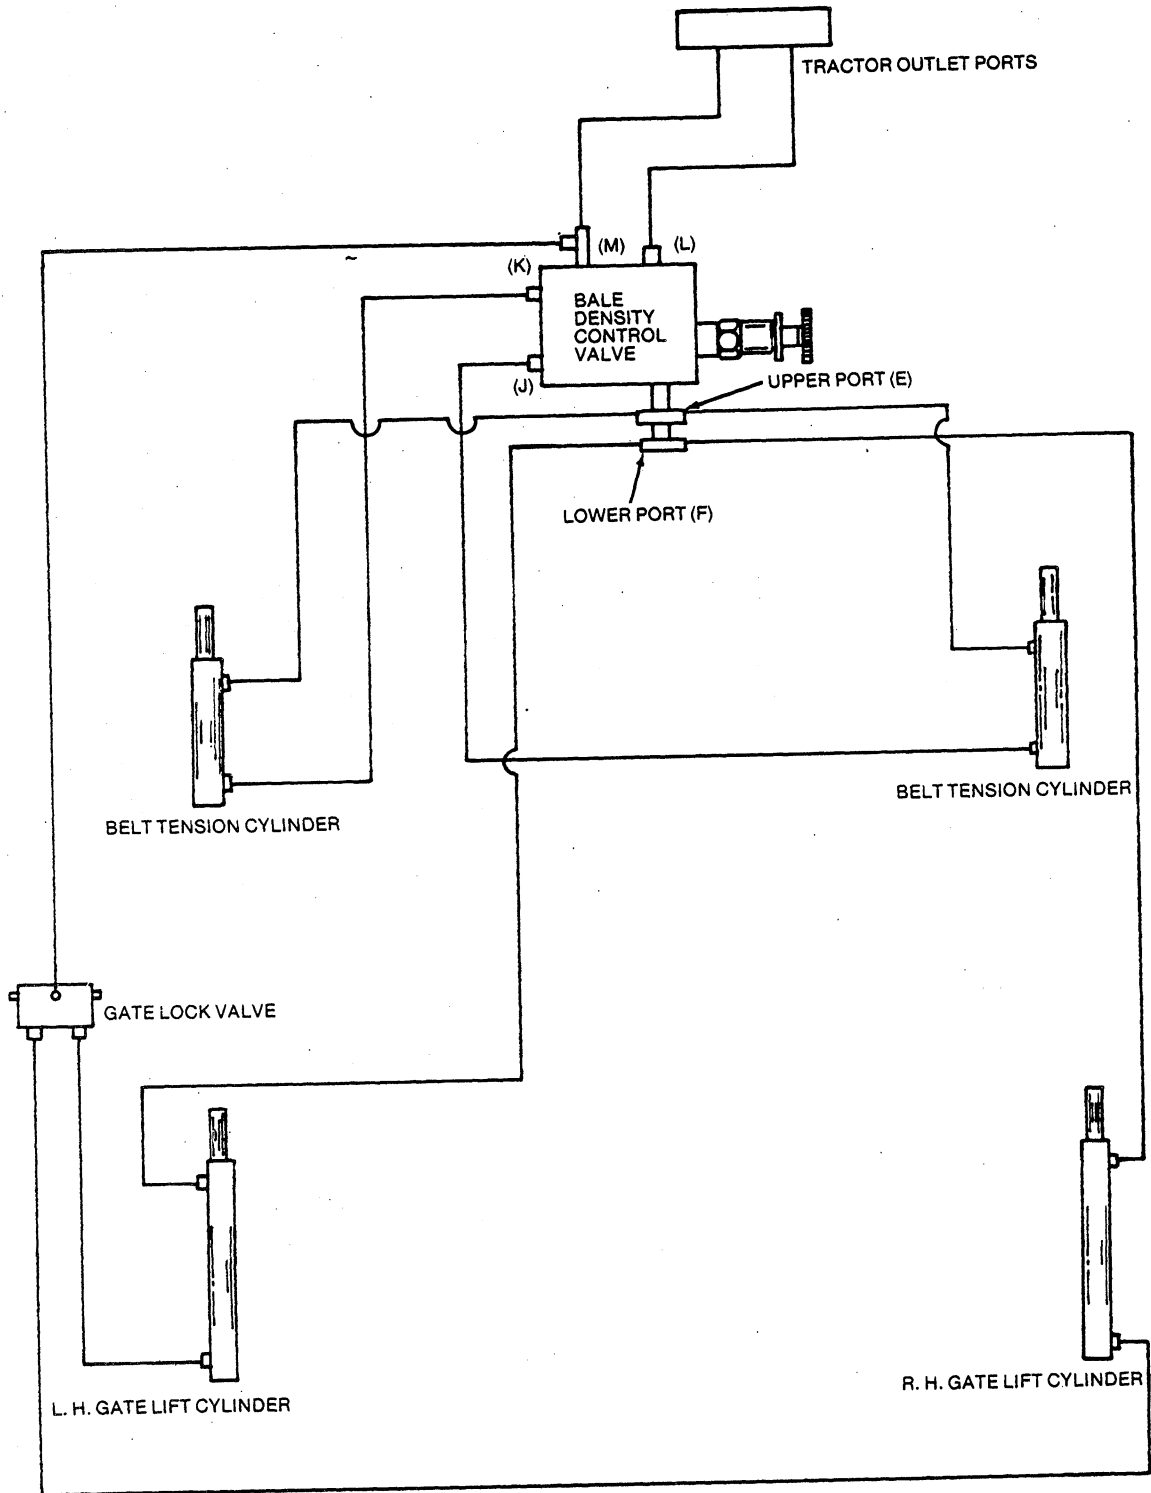 TRACTOR OUTLET PORTS
(M)
(L)
(K)
BALE
DENSITY
CONTROL
VALVE
(J)
UPPER PORT (E)
LOWER PORT (F)
BELT TENSION CYLINDER
BELT TENSION CYLINDER
GATE LOCK VALVE
R. H. GATE LIFT CYLINDER
L. H. GATE LIFT CYLINDER